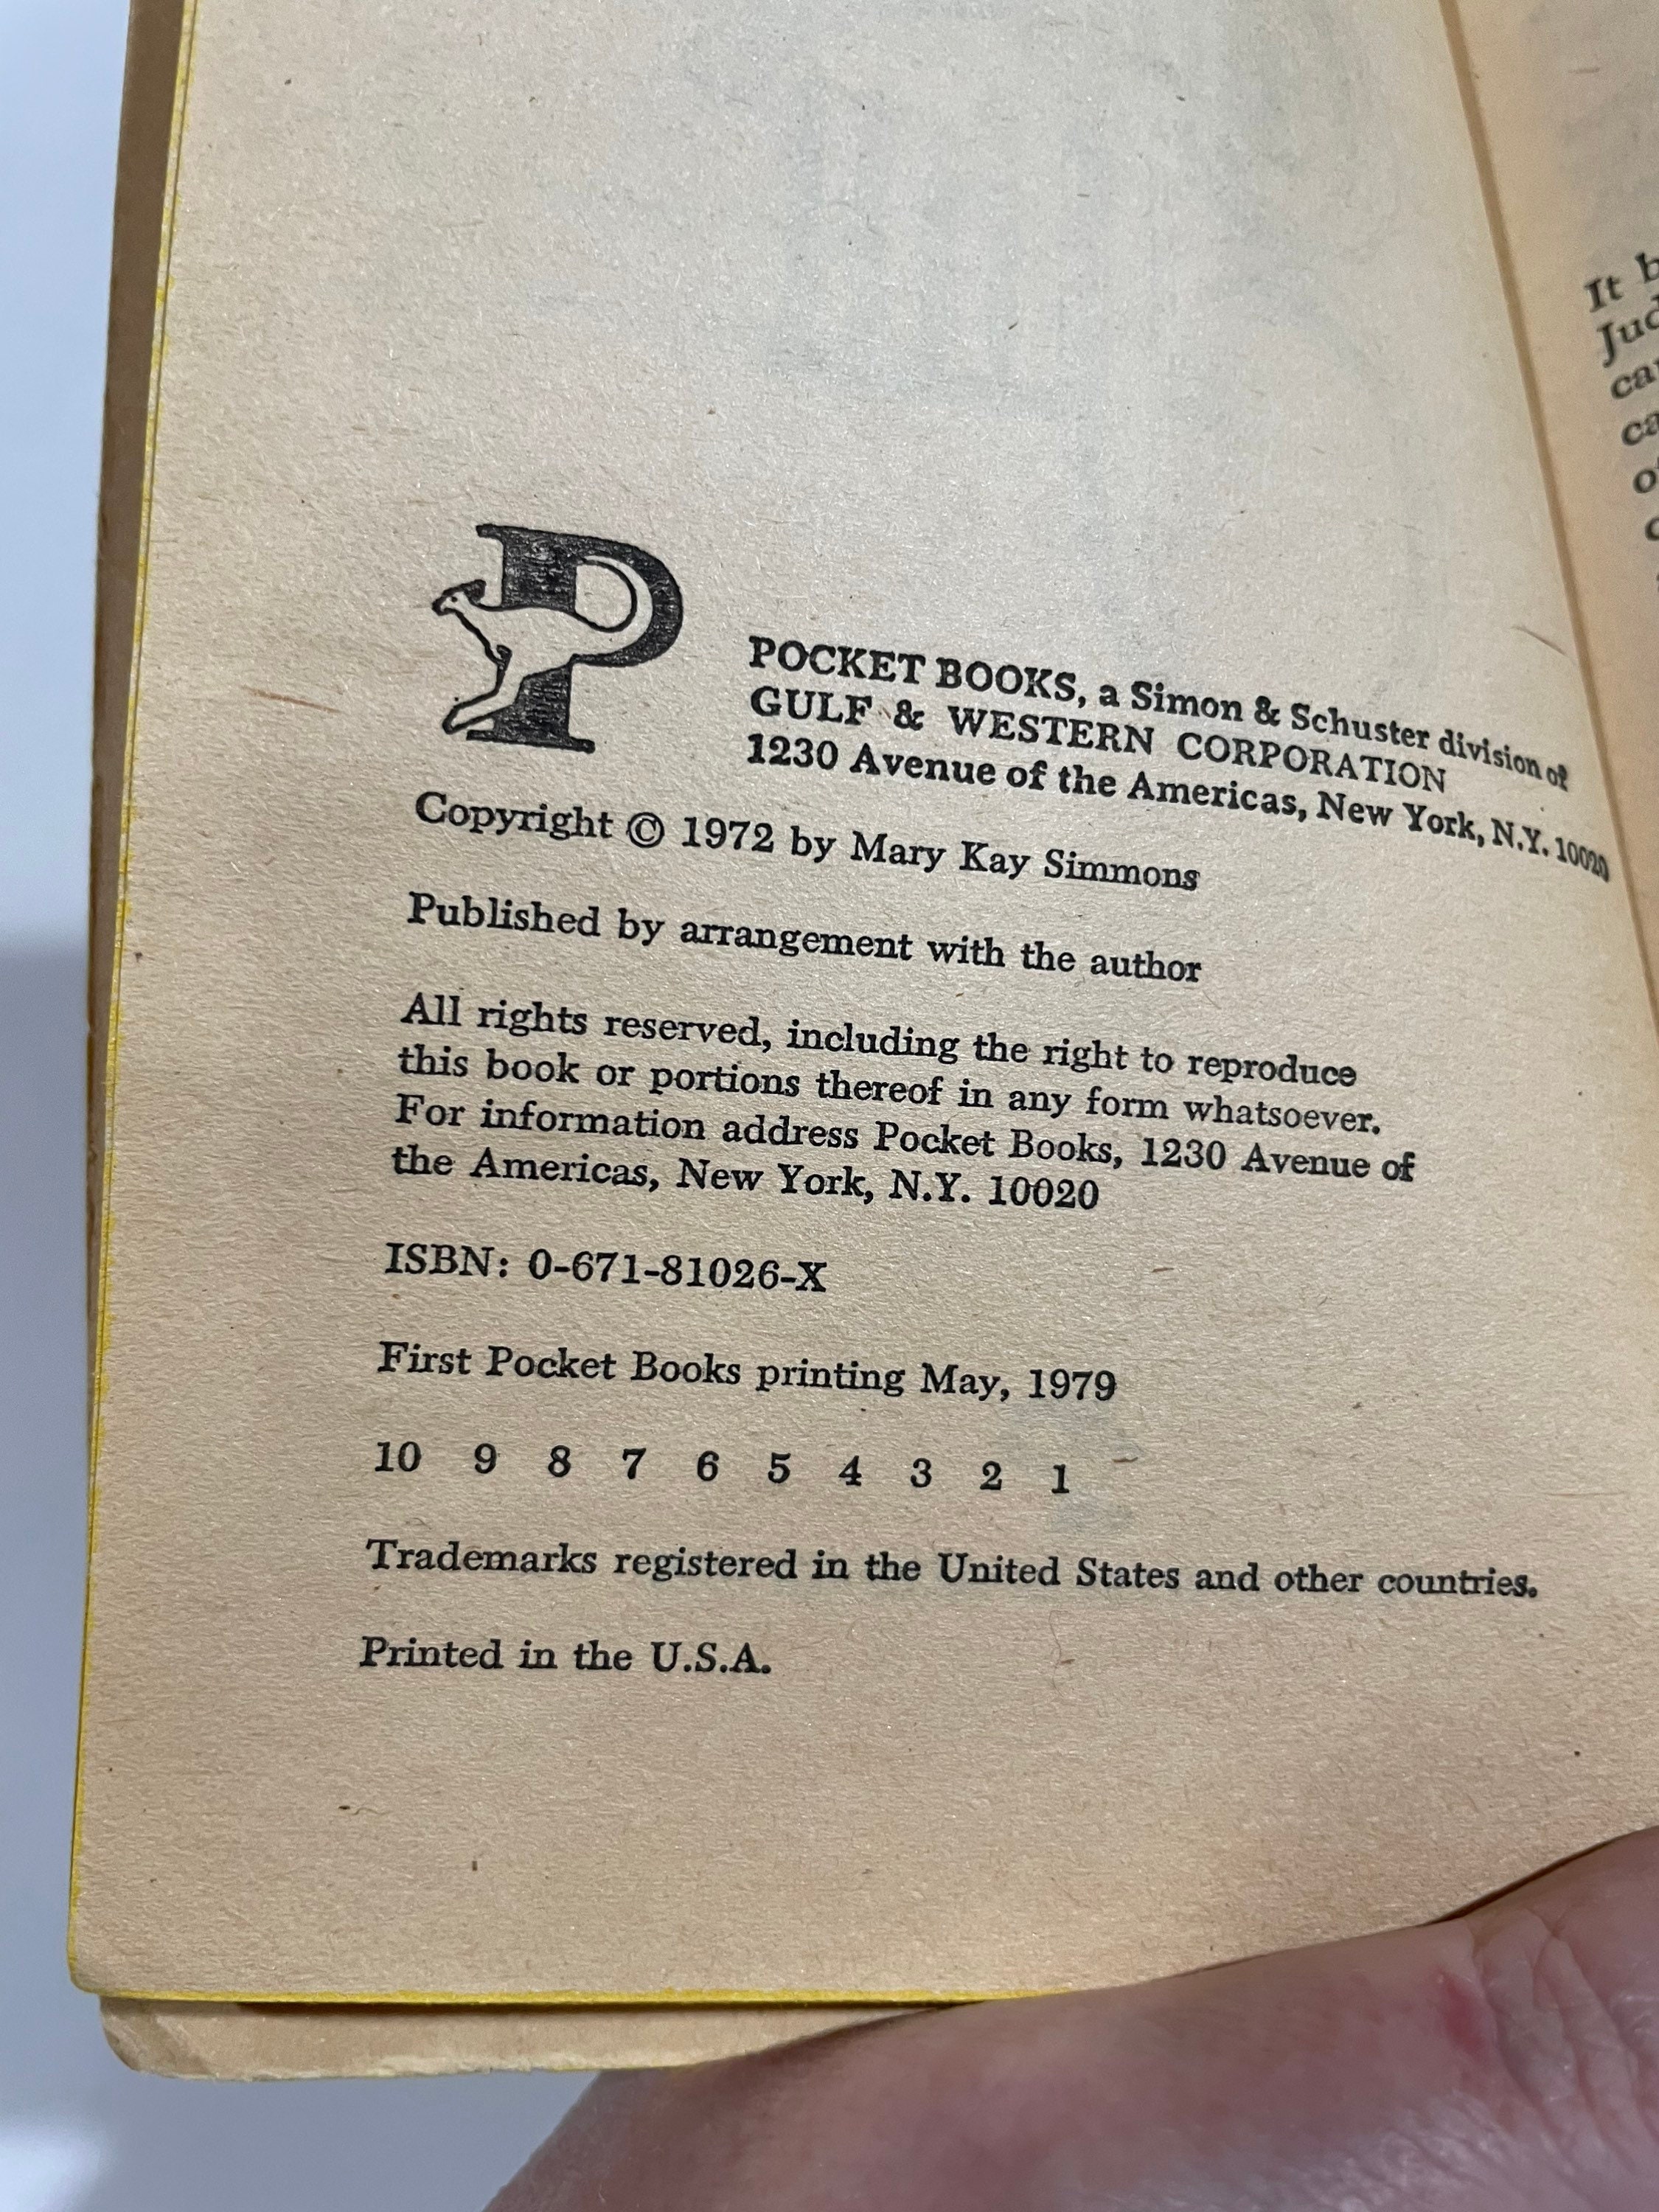 P
POCKET BOOKS, a Simon & Schuster division of
GULF & WESTERN CORPORATION
1230 Avenue of the Americas, New York, N.Y. 10020
Copyright © 1972 by Mary Kay Simmons
Published by arrangement with the author
All rights reserved, including the right to reproduce
this book or portions thereof in any form whatsoever.
For information address Pocket Books, 1230 Avenue of
the Americas, New York, N.Y. 10020
ISBN: 0-671-81026-X
First Pocket Books printing May, 1979
10 9 8 7 6 5 4 3 2 1
Trademarks registered in the United States and other countries.
Printed in the U.S.A.
It